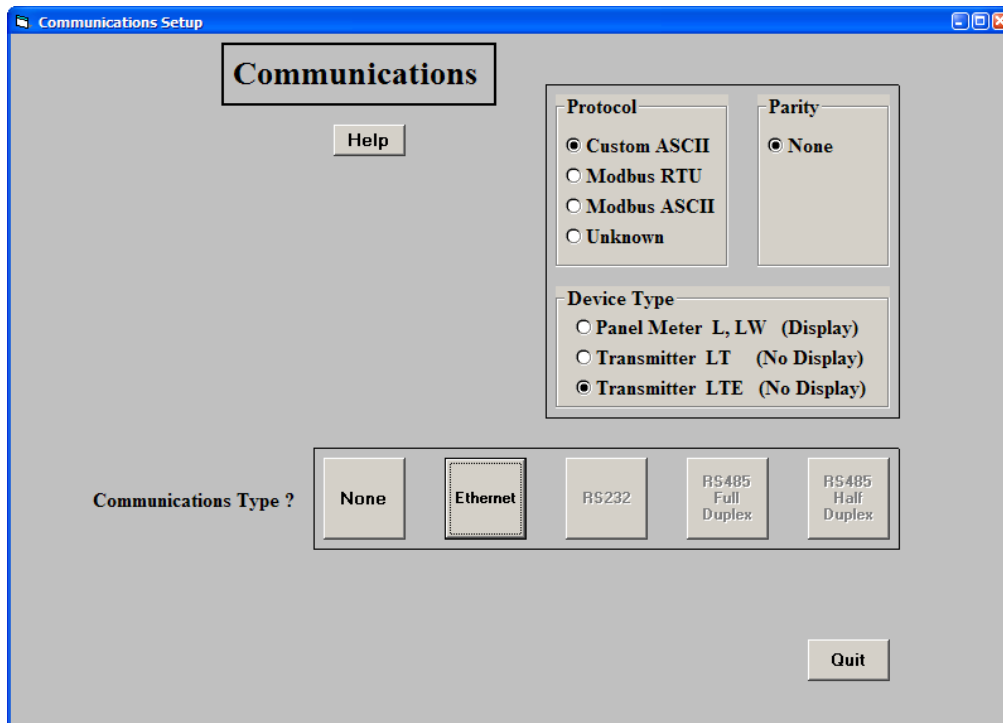 Communications Setup
Communications
Help
Protocol
Custom ASCII
Modbus RTU
Modbus ASCII
Unknown
Parity
None
Device Type
Panel Meter L, LW (Display)
Transmitter LT (No Display)
Transmitter LTE (No Display)
Communications Type ?
None
Ethernet
RS232
RS485
Full
Duplex
RS485
Half
Duplex
Quit